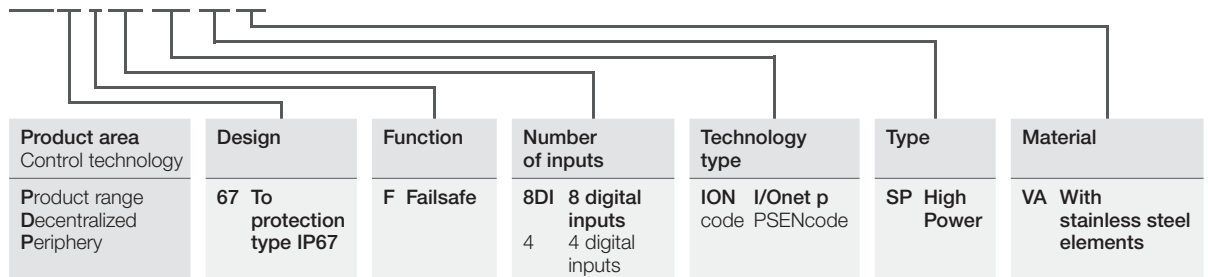 Product area
Control technology
Product range
Decentralized
Periphery
Design
67 To
protection
type IP67
Function
F Failsafe
Number
of inputs
8DI 8 digital
inputs
4 4 digital
inputs
Technology
type
ION I/Onet p
code PSENcode
Type
SP High
Power
Material
VA With
stainless steel
elements